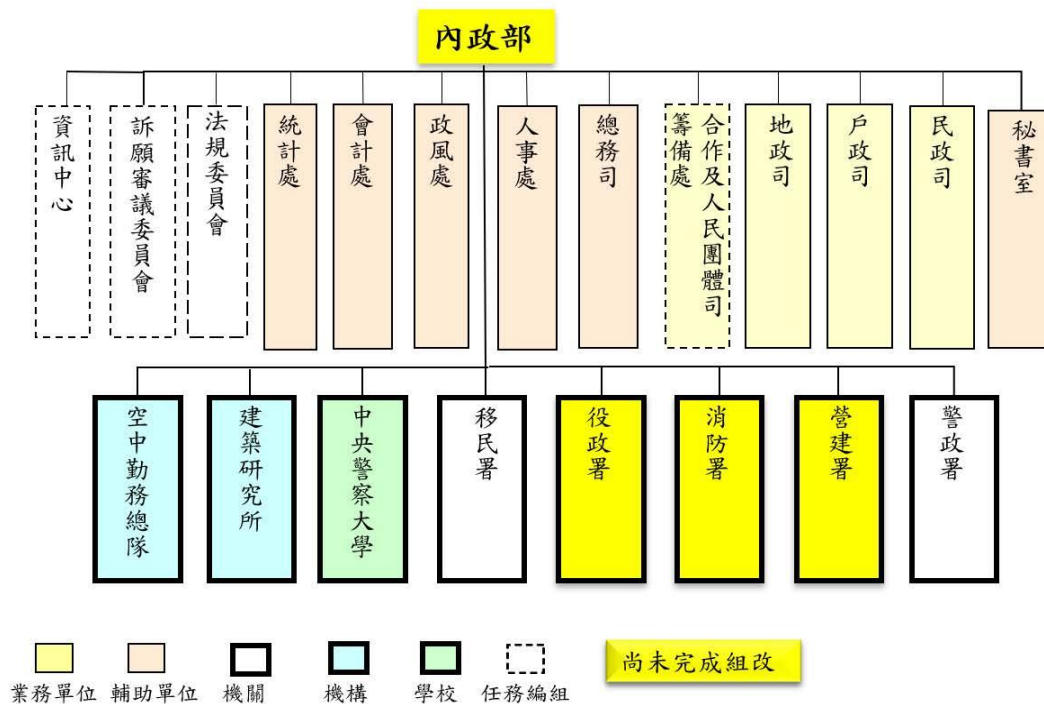 內政部
資訊中心
訴願審議委員會
法規委員會
統計處
會計處
政風處
人事處
總務司
合作及人民團體司
籌備處
地政司
戶政司
民政司
秘書室
空中勤務總隊
建築研究所
中央警察大學
移民署
役政署
消防署
營建署
警政署
業務單位
輔助單位
機關
機構
學校
任務編組
尚未完成組改